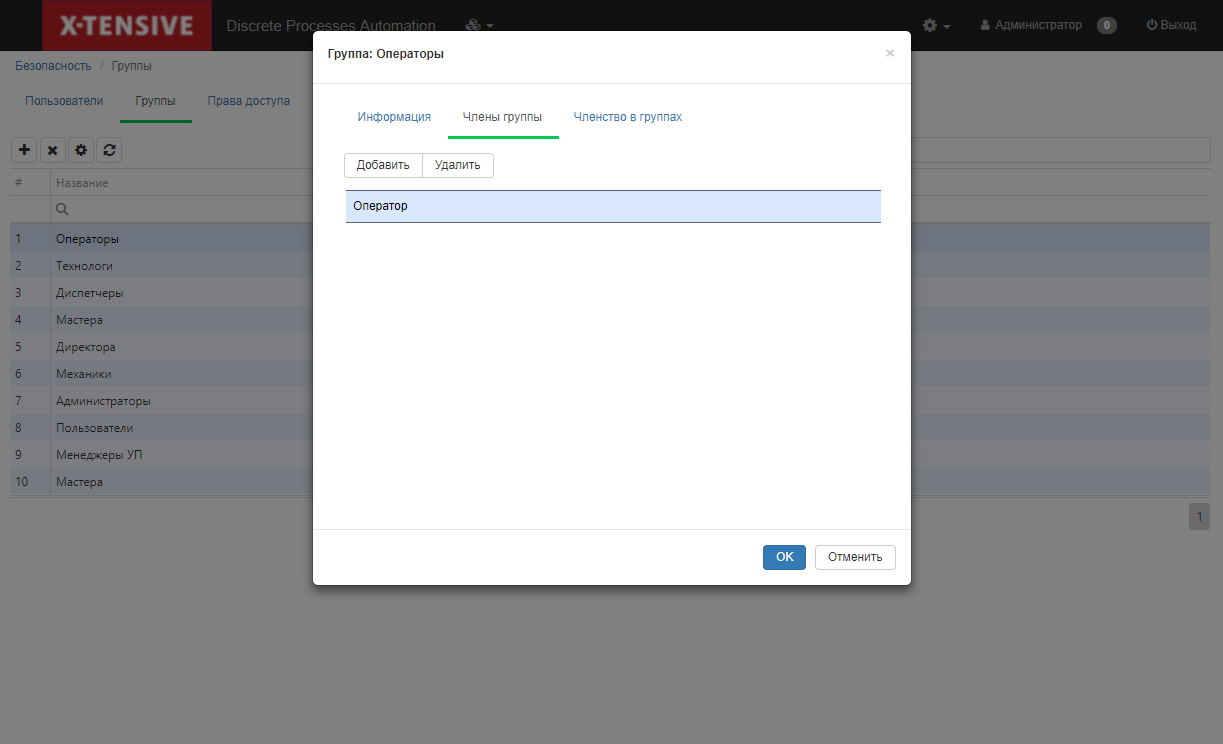 X·TENSIVE Discrete Processes Automation Администратор 0 Выход
Группа: Операторы ×
Безопасность / Группы
Пользователи Группы Права доступа
Информация Члены группы Членство в группах
Добавить Удалить
Оператор
# Название
1 Операторы
2 Технологи
3 Диспетчеры
4 Мастера
5 Директора
6 Механики
7 Администраторы
8 Пользователи
9 Менеджеры УП
10 Мастера
1
OK Отменить